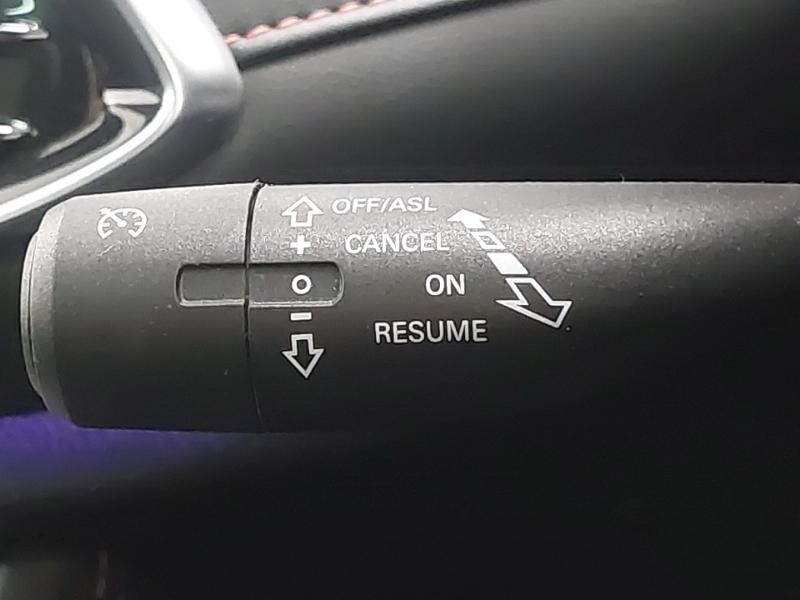 OFF/ASL
+ CANCEL
O ON
− RESUME